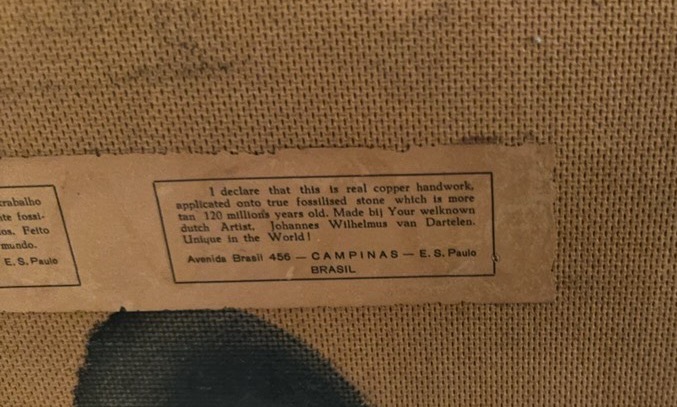 trabalho
te fossi-
os. Feito
mundo.
E. S. Paulo
I declare that this is real copper handwork,
applicated onto true fossilised stone which is more
tan 120 million's years old. Made bij Your welknown
dutch Artist. Johannes Wilhelmus van Dartelen.
Unique in the World!
Avenida Brasil 456 — CAMPINAS — E. S. Paulo
BRASIL